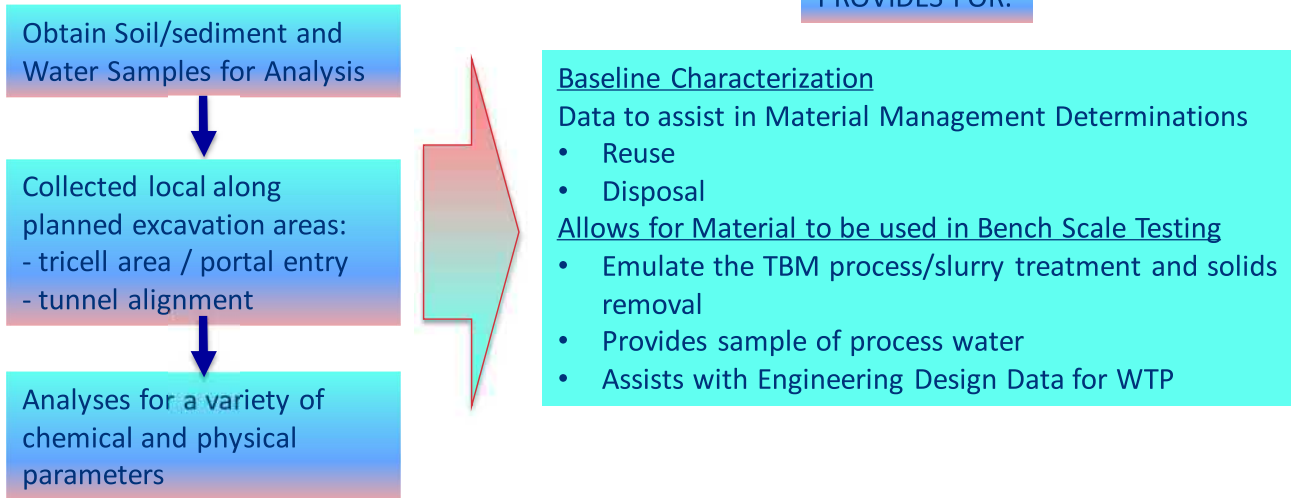 PROVIDES FOR:
Obtain Soil/sediment and
Water Samples for Analysis
Collected local along
planned excavation areas:
- tricell area / portal entry
- tunnel alignment
Analyses for a variety of
chemical and physical
parameters
Baseline Characterization
Data to assist in Material Management Determinations
• Reuse
• Disposal
Allows for Material to be used in Bench Scale Testing
• Emulate the TBM process/slurry treatment and solids
removal
• Provides sample of process water
• Assists with Engineering Design Data for WTP